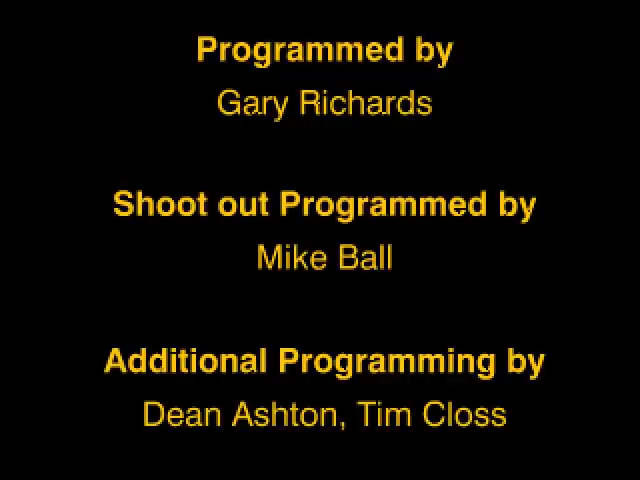 Programmed by
Gary Richards
Shoot out Programmed by
Mike Ball
Additional Programming by
Dean Ashton, Tim Closs